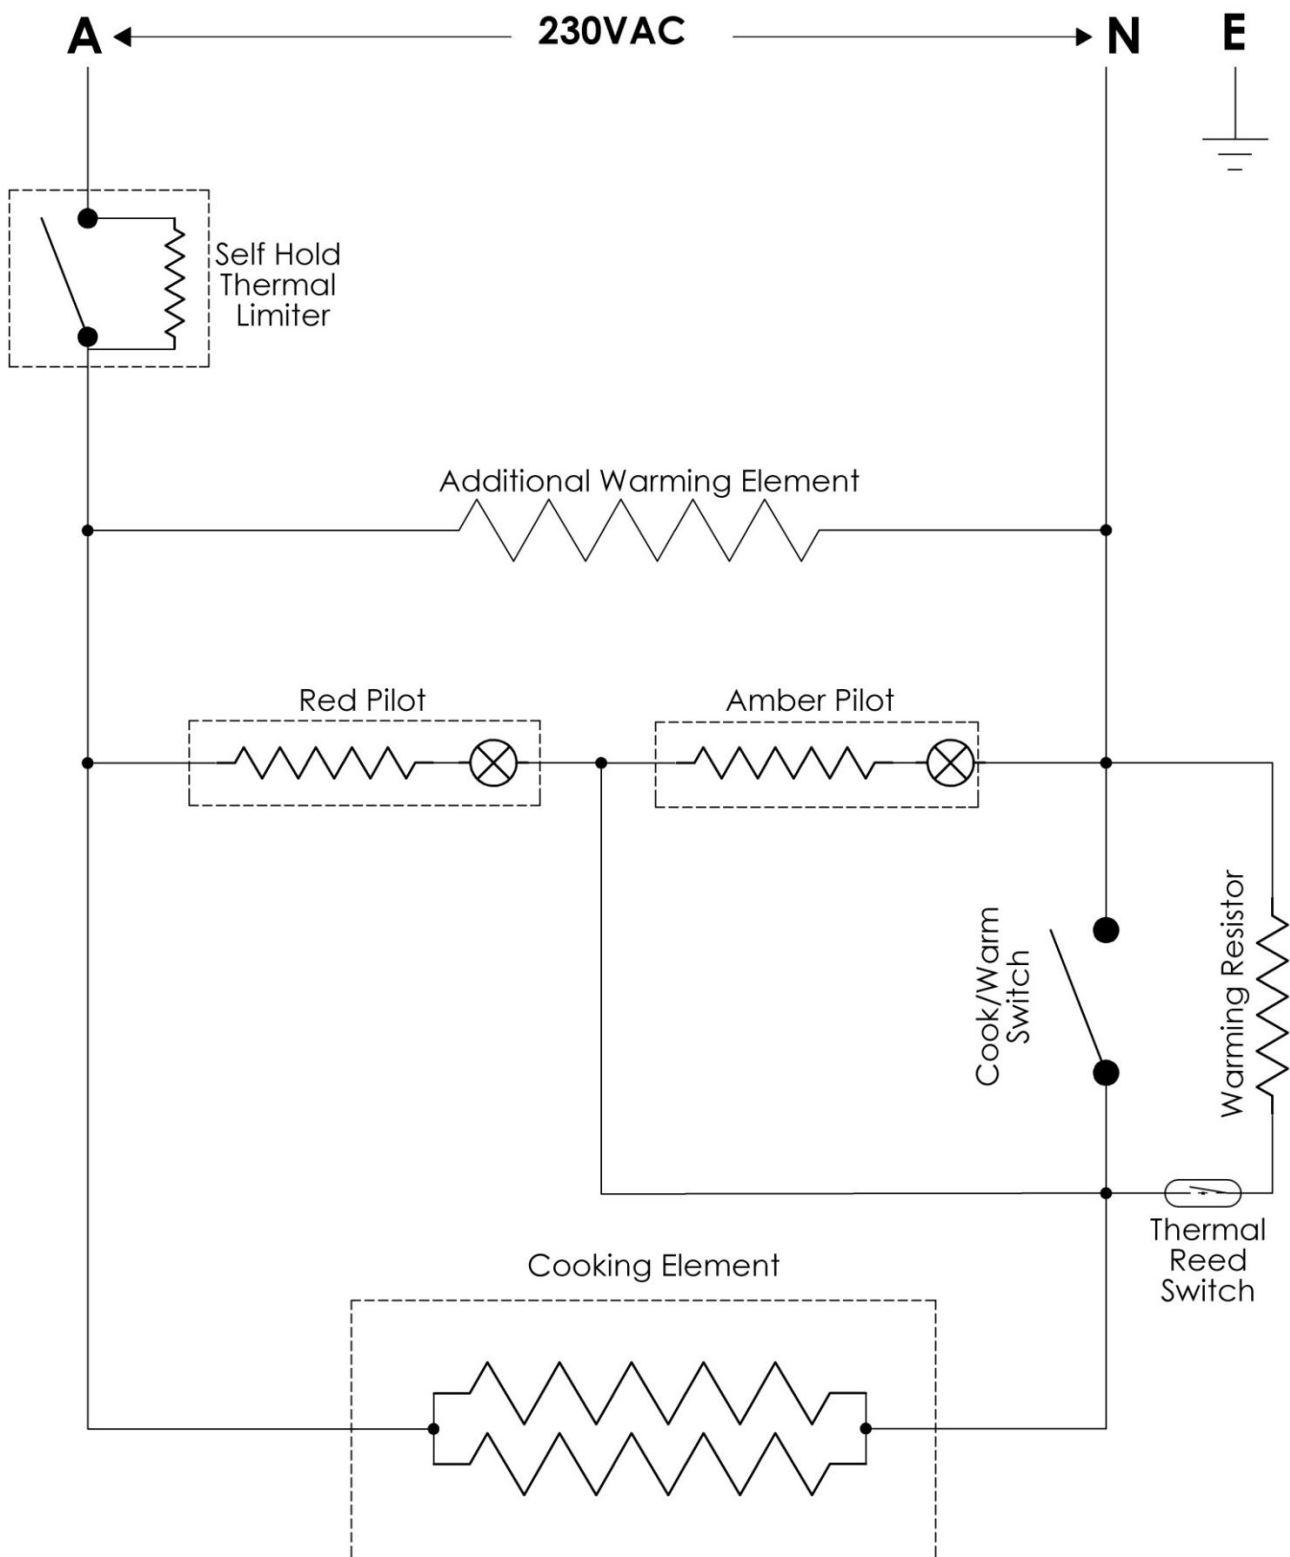 A 230VAC N E
Self Hold
Thermal
Limiter
Additional Warming Element
Red Pilot
Amber Pilot
Cook/Warm
Switch
Warming Resistor
Thermal
Reed
Switch
Cooking Element